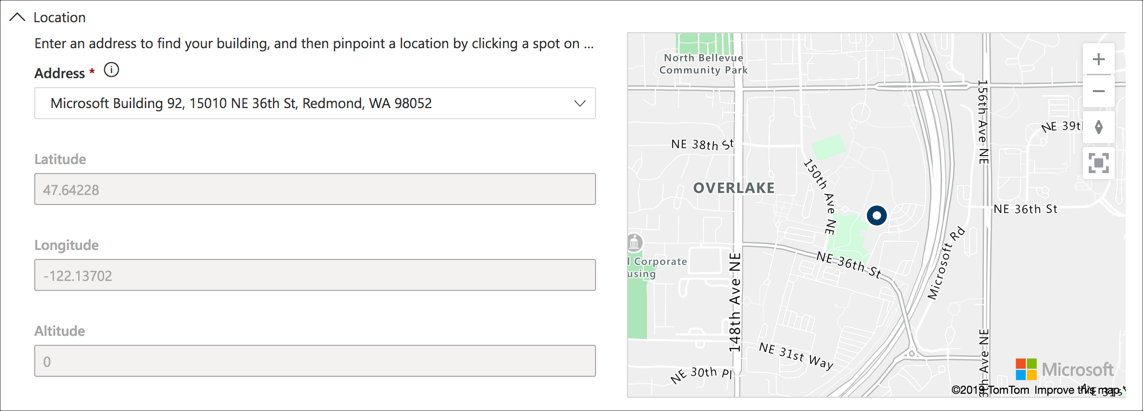 Location
Enter an address to find your building, and then pinpoint a location by clicking a spot on ...
Address *
Microsoft Building 92, 15010 NE 36th St, Redmond, WA 98052
Latitude
47.64228
Longitude
-122.13702
Altitude
0
North Bellevue
Community Park
156th Ave NE
NE 39t
NE 38th St
150th Ave NE
OVERLAKE
NE 36th St
l Corporate
using
NE 36th St
Microsoft Rd
148th Ave NE
NE 31st Way
NE 30th Pl
h Ave NE
Microsoft
©2019 TomTom Improve this map